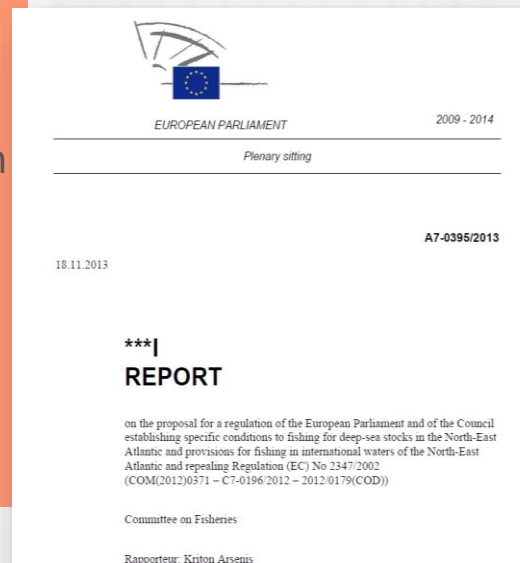 n
EUROPEAN PARLIAMENT
2009 - 2014
Plenary sitting
A7-0395/2013
18.11.2013
***I
REPORT
on the proposal for a regulation of the European Parliament and of the Council
establishing specific conditions to fishing for deep-sea stocks in the North-East
Atlantic and provisions for fishing in international waters of the North-East
Atlantic and repealing Regulation (EC) No 2347/2002
(COM(2012)0371 – C7-0196/2012 – 2012/0179(COD))
Committee on Fisheries
Rapporteur: Kriton Arsenis